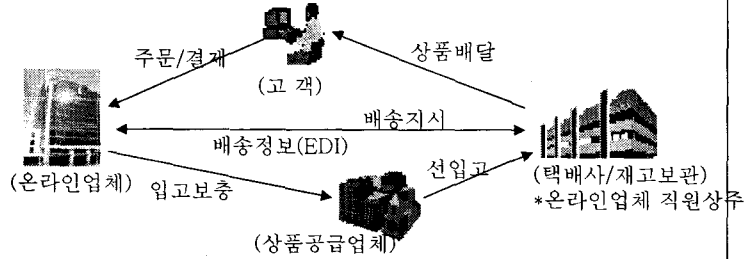 주문/결재
상품배달
(고 객)
배송지시
배송정보(EDI)
(온라인업체)
입고보충
선입고
(택배사/재고보관)
*온라인업체 직원상주
(상품공급업체)